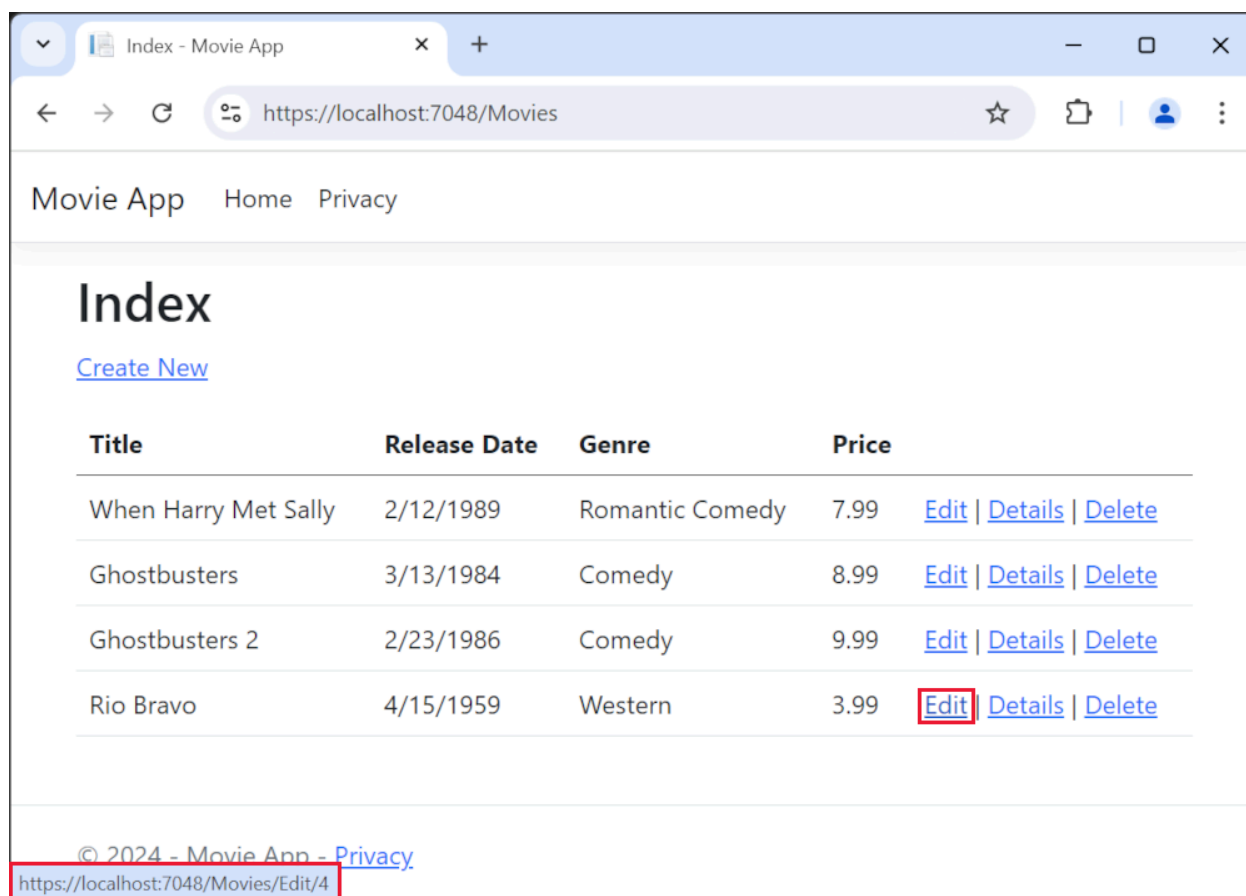 Index - Movie App
https://localhost:7048/Movies
Movie App Home Privacy
Index
Create New
Title Release Date Genre Price
When Harry Met Sally 2/12/1989 Romantic Comedy 7.99 Edit | Details | Delete
Ghostbusters 3/13/1984 Comedy 8.99 Edit | Details | Delete
Ghostbusters 2 2/23/1986 Comedy 9.99 Edit | Details | Delete
Rio Bravo 4/15/1959 Western 3.99 Edit | Details | Delete
© 2024 - Movie App - Privacy
https://localhost:7048/Movies/Edit/4